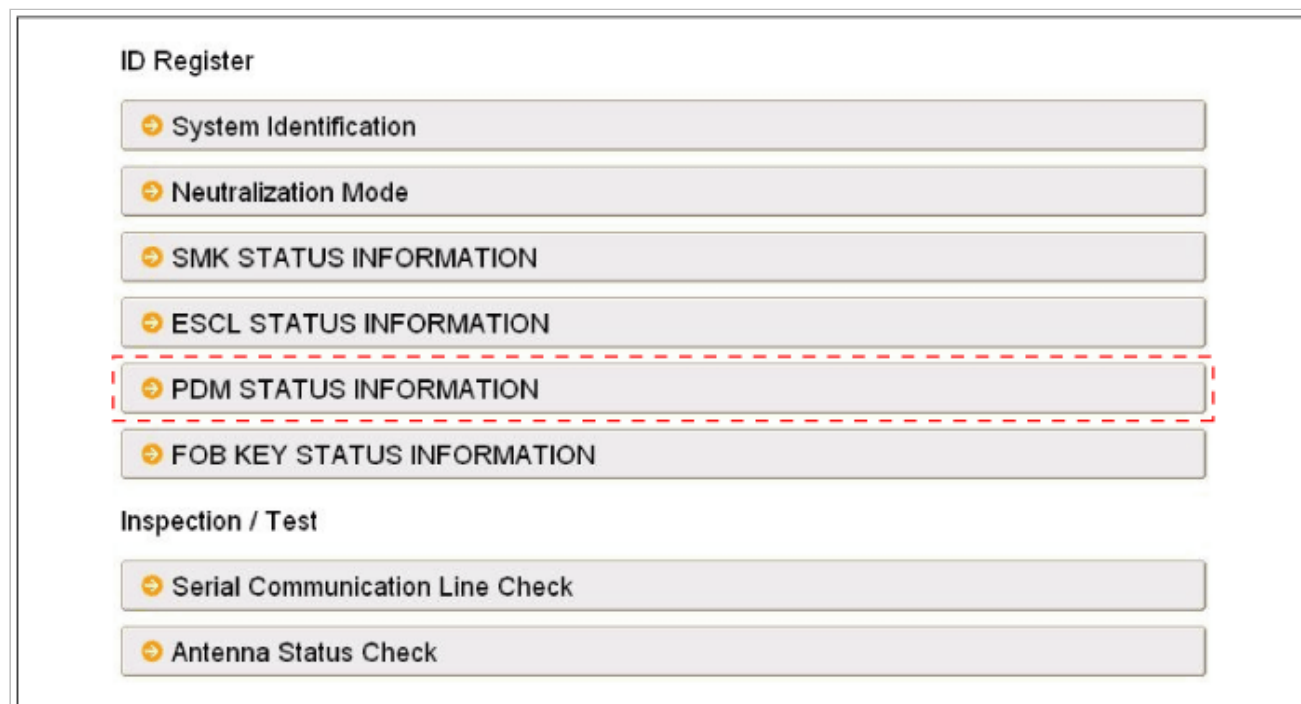 ID Register
System Identification
Neutralization Mode
SMK STATUS INFORMATION
ESCL STATUS INFORMATION
PDM STATUS INFORMATION
FOB KEY STATUS INFORMATION
Inspection / Test
Serial Communication Line Check
Antenna Status Check